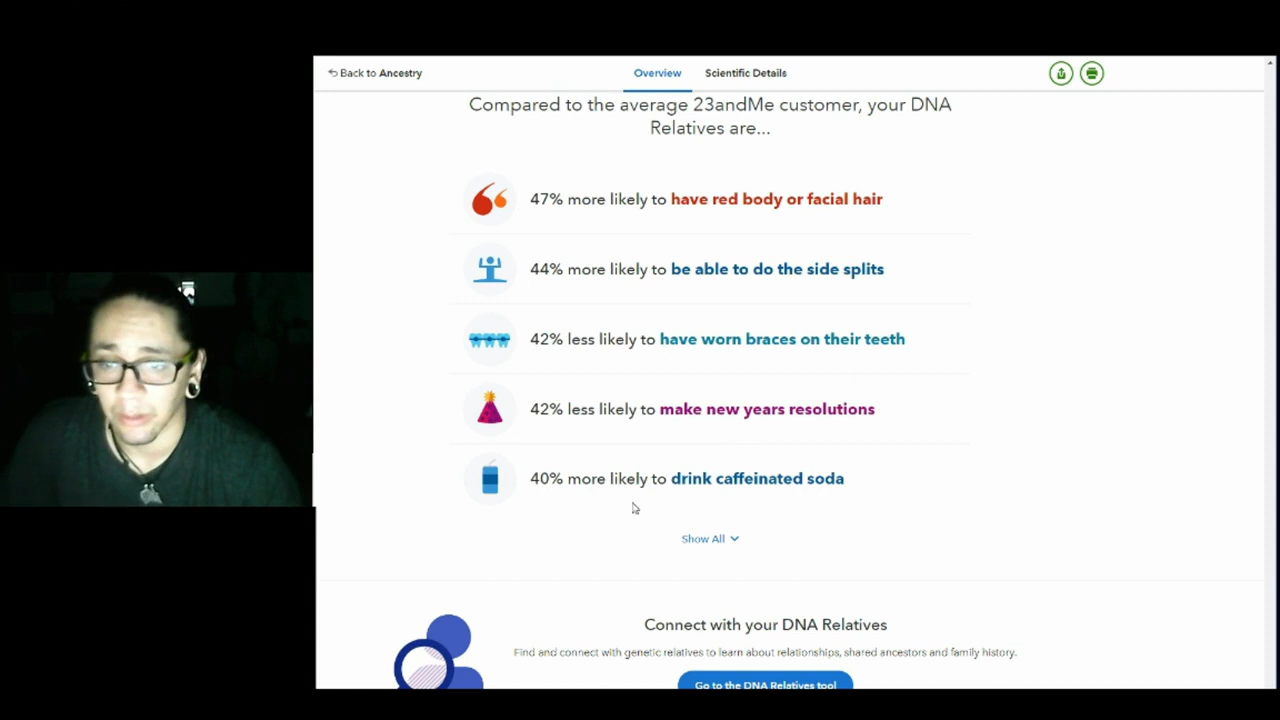 Back to Ancestry
Overview
Scientific Details
Compared to the average 23andMe customer, your DNA
Relatives are...
47% more likely to have red body or facial hair
44% more likely to be able to do the side splits
42% less likely to have worn braces on their teeth
42% less likely to make new years resolutions
40% more likely to drink caffeinated soda
Show All
Connect with your DNA Relatives
Find and connect with genetic relatives to learn about relationships, shared ancestors and family history.
Go to the DNA Relatives tool